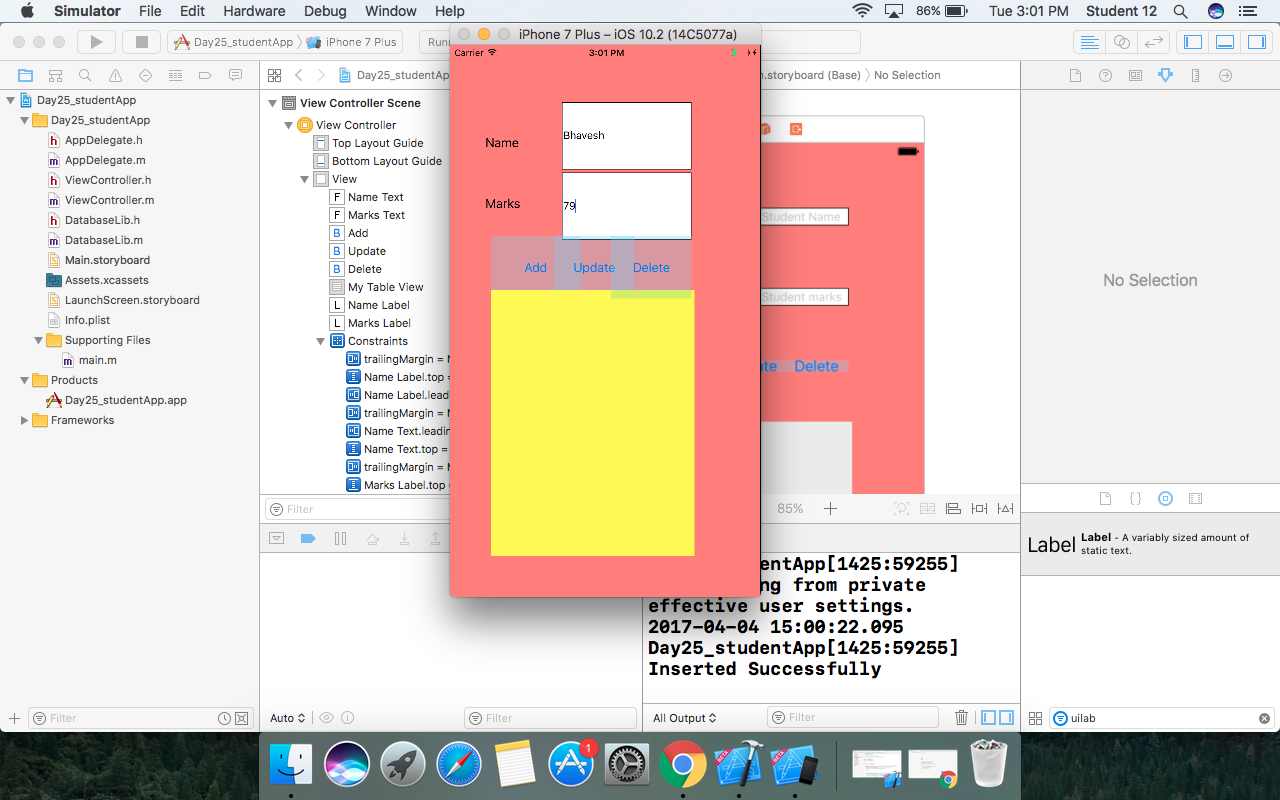 Simulator File Edit Hardware Debug Window Help 86% Tue 3:01 PM Student 12
Day25_studentApp iPhone 7 Plus
iPhone 7 Plus – iOS 10.2 (14C5077a)
Carrier 3:01 PM
Day25_studentApp
Day25_studentApp
AppDelegate.h
AppDelegate.m
ViewController.h
ViewController.m
DatabaseLib.h
DatabaseLib.m
Main.storyboard
Assets.xcassets
LaunchScreen.storyboard
Info.plist
Supporting Files
main.m
Products
Day25_studentApp.app
Frameworks
Filter
View Controller Scene
View Controller
Top Layout Guide
Bottom Layout Guide
View
F Name Text
F Marks Text
B Add
B Update
B Delete
My Table View
L Name Label
L Marks Label
Constraints
trailingMargin =
Name Label.top =
Name Label.lead
trailingMargin =
Name Text.leadin
Name Text.top =
trailingMargin =
Marks Label.top =
Filter
Name
Bhavesh
Marks
79
Add Update Delete
.storyboard (Base) No Selection
Student Name
Student marks
Delete
85%
No Selection
Label
Label - A variably sized amount of
static text.
uilab
Auto
Filter
entApp[1425:59255]
ng from private
effective user settings.
2017-04-04 15:00:22.095
Day25_studentApp[1425:59255]
Inserted Successfully
All Output
Filter
1
BETA
BETA